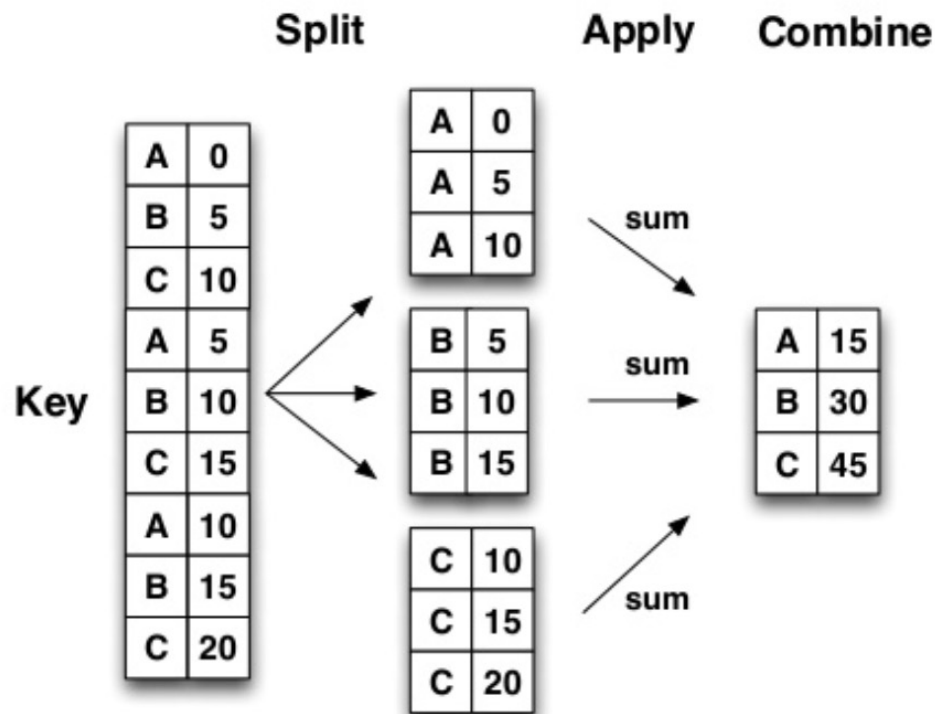 Split Apply Combine
Key
A 0
B 5
C 10
A 5
B 10
C 15
A 10
B 15
C 20
A 0
A 5
A 10
B 5
B 10
B 15
C 10
C 15
C 20
sum
sum
sum
A 15
B 30
C 45